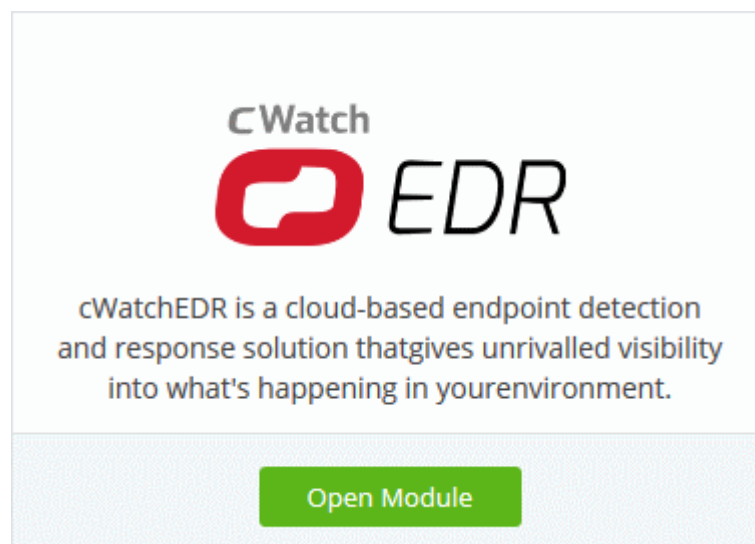 cWatch
EDR
cWatchEDR is a cloud-based endpoint detection
and response solution thatgives unrivalled visibility
into what's happening in yourenvironment.
Open Module